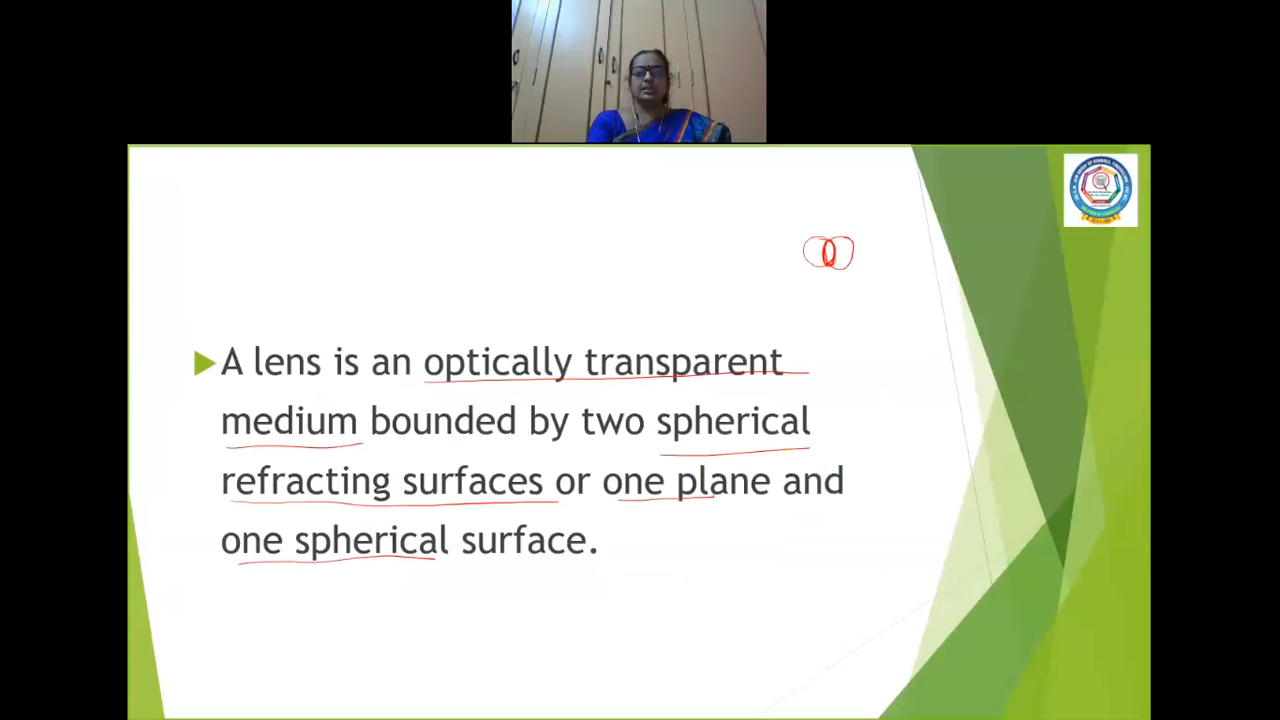 A lens is an optically transparent
medium bounded by two spherical
refracting surfaces or one plane and
one spherical surface.